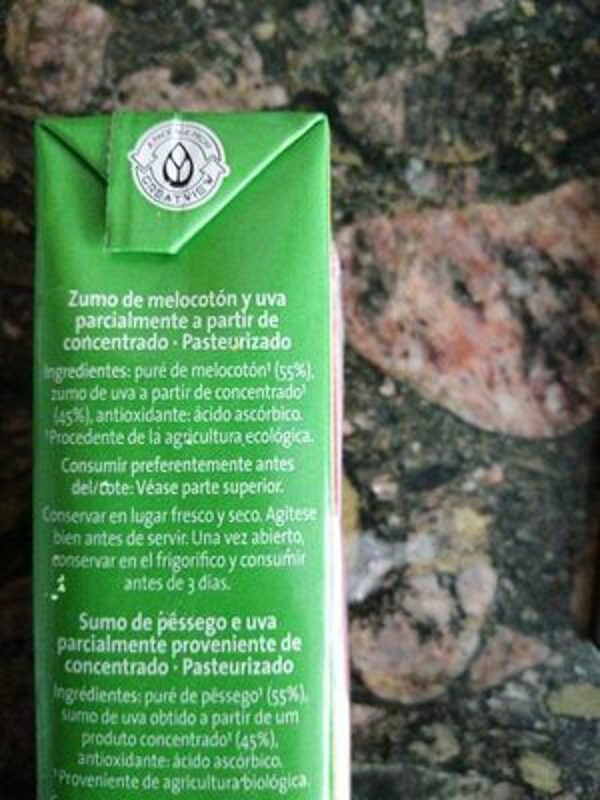 A PACKAGE FROM
GREATVIEW
Zumo de melocotón y uva
parcialmente a partir de
concentrado · Pasteurizado
Ingredientes: puré de melocotón¹ (55%),
zumo de uva a partir de concentrado¹
(45%), antioxidante: ácido ascórbico.
¹Procedente de la agricultura ecológica.
Consumir preferentemente antes
del/Lote: Véase parte superior.
Conservar en lugar fresco y seco. Agítese
bien antes de servir. Una vez abierto,
conservar en el frigorífico y consumir
antes de 3 días.
Sumo de pêssego e uva
parcialmente proveniente de
concentrado · Pasteurizado
Ingrédientes: puré de pêssego¹ (55%),
sumo de uva obtido a partir de um
produto concentrado¹ (45%),
antioxidante: ácido ascórbico.
¹Proveniente de agricultura biológica.